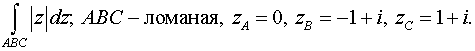 ∫_{ABC} |z|dz; ABC – ломаная, z_A = 0, z_B = –1 + i, z_C = 1 + i.